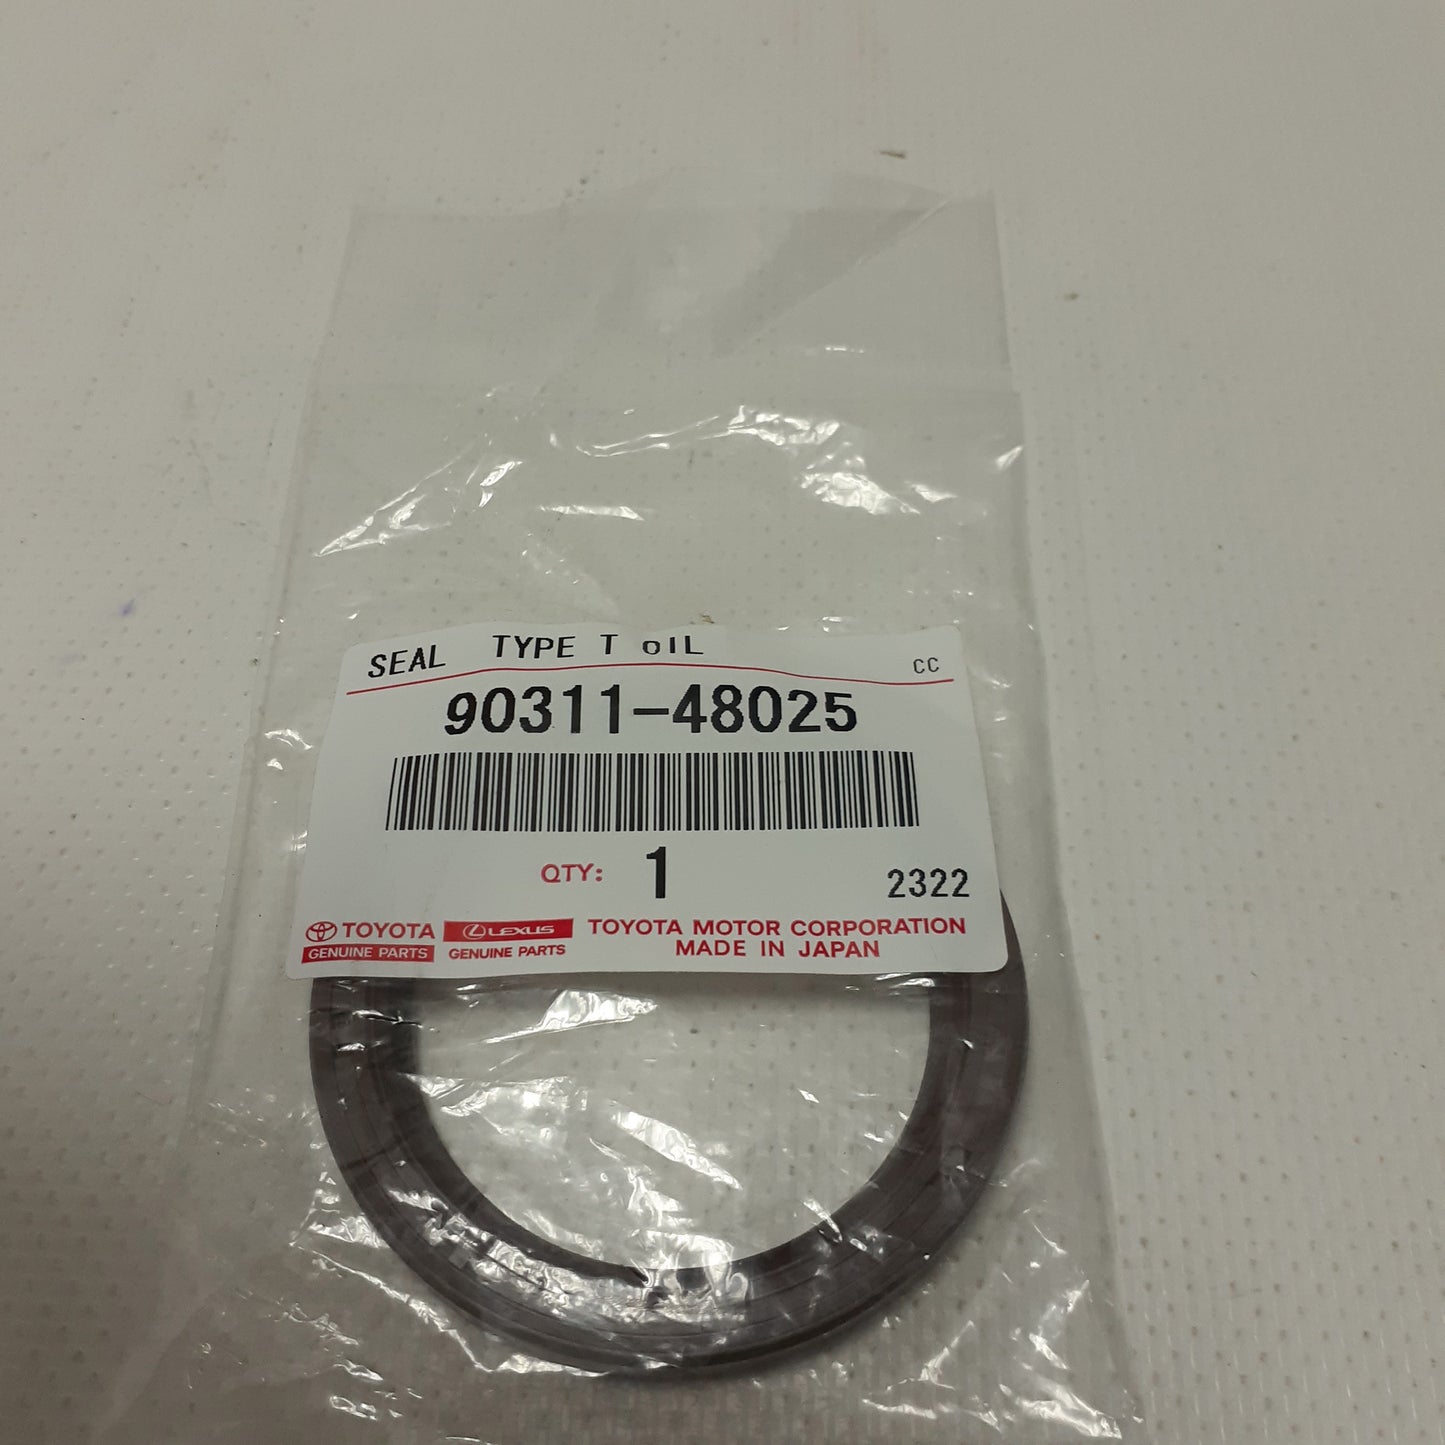 SEAL TYPE T oIL
CC
90311-48025
QTY: 1
2322
TOYOTA
GENUINE PARTS
LEXUS
GENUINE PARTS
TOYOTA MOTOR CORPORATION
MADE IN JAPAN